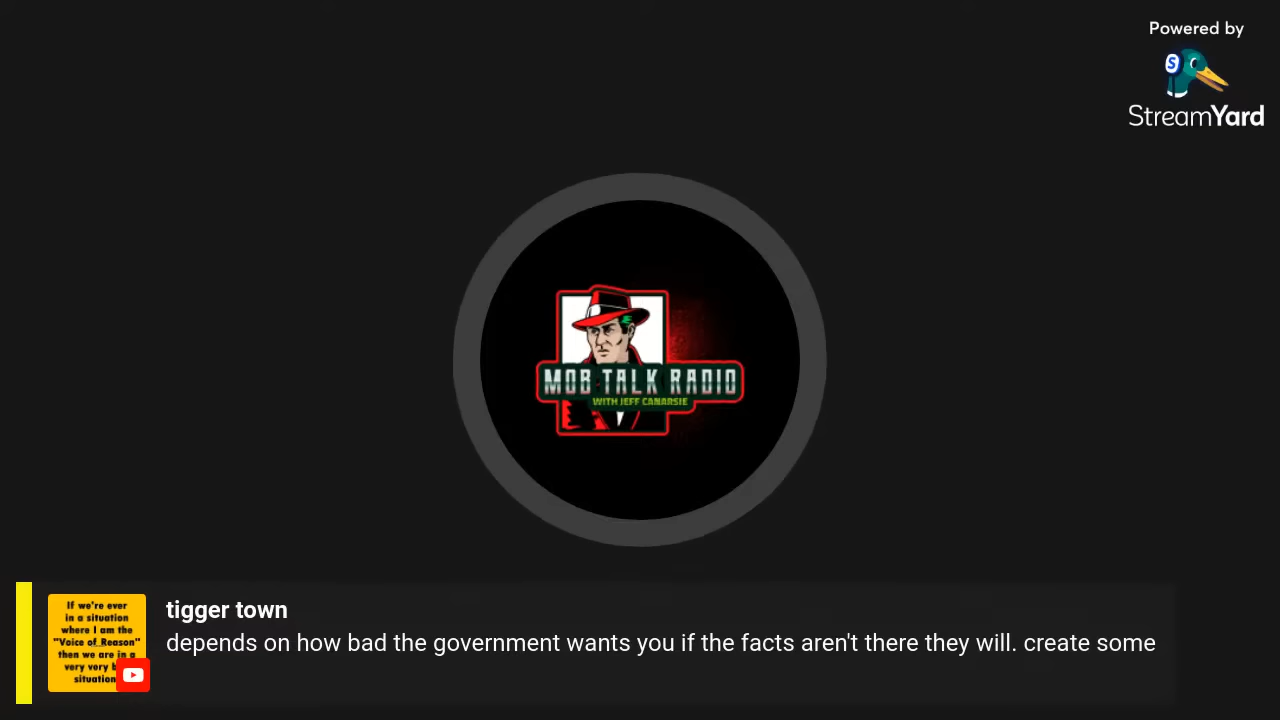 Powered by
S
StreamYard
MOB TALK RADIO
WITH JEFF CANARSIE
If we're ever
in a situation
where I am the
"Voice of Reason"
then we are in a
very very b
situation
tigger town
depends on how bad the government wants you if the facts aren't there they will. create some